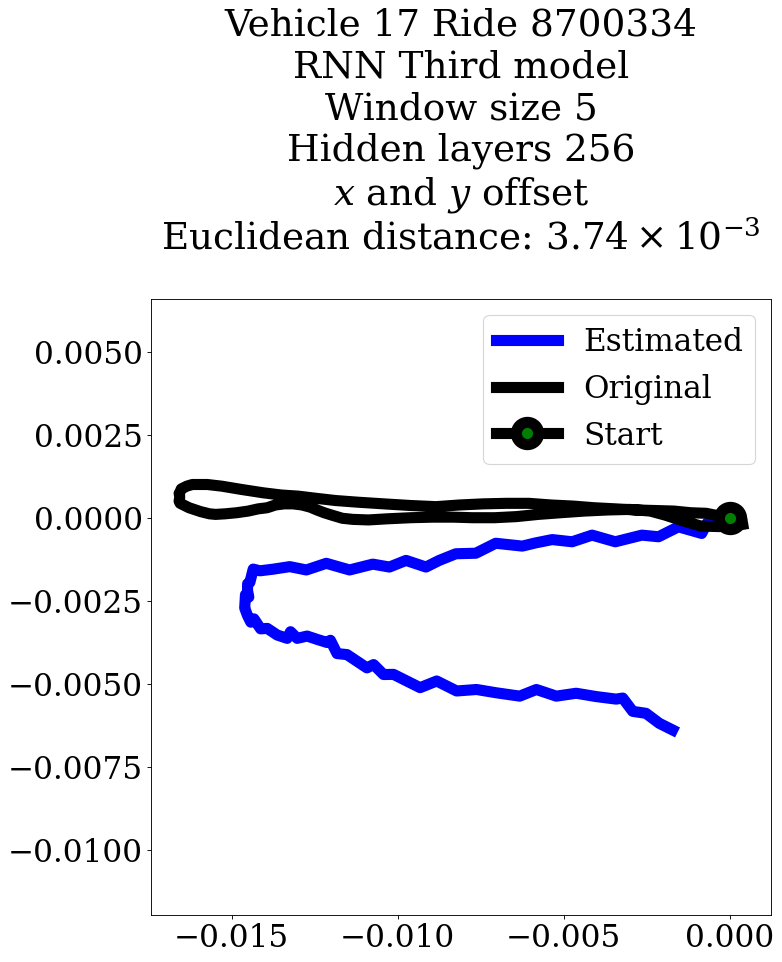 Vehicle 17 Ride 8700334
RNN Third model
Window size 5
Hidden layers 256
x and y offset
Euclidean distance: 3.74 × 10⁻³
Estimated
Original
Start
0.0050
0.0025
0.0000
−0.0025
−0.0050
−0.0075
−0.0100
−0.015 −0.010 −0.005 0.000